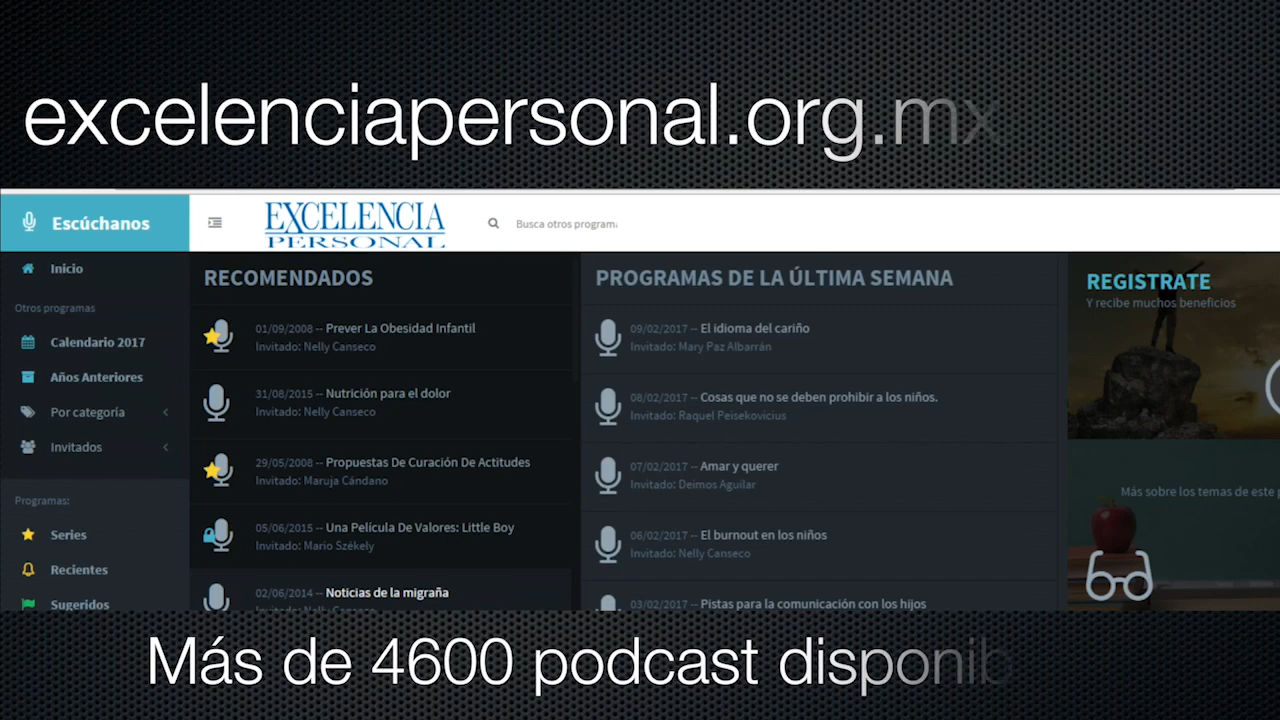 excelenciapersonal.org.mx
Escúchanos
EXCELENCIA
PERSONAL
Busca otros programa
Inicio
Otros programas
Calendario 2017
Años Anteriores
Por categoría
Invitados
Programas:
Series
Recientes
Sugeridos
RECOMENDADOS
01/09/2008 -- Prever La Obesidad Infantil
Invitado: Nelly Canseco
31/08/2015 -- Nutrición para el dolor
Invitado: Nelly Canseco
29/05/2008 -- Propuestas De Curación De Actitudes
Invitado: Maruja Cándano
05/06/2015 -- Una Película De Valores: Little Boy
Invitado: Mario Székely
02/06/2014 -- Noticias de la migraña
Invitado: Nelly Canseco
PROGRAMAS DE LA ÚLTIMA SEMANA
09/02/2017 -- El idioma del cariño
Invitado: Mary Paz Albarrán
08/02/2017 -- Cosas que no se deben prohibir a los niños.
Invitado: Raquel Peisekovicius
07/02/2017 -- Amar y querer
Invitado: Deimos Aguilar
06/02/2017 -- El burnout en los niños
Invitado: Nelly Canseco
03/02/2017 -- Pistas para la comunicación con los hijos
REGISTRATE
Y recibe muchos beneficios
Más sobre los temas de este
Más de 4600 podcast disponib